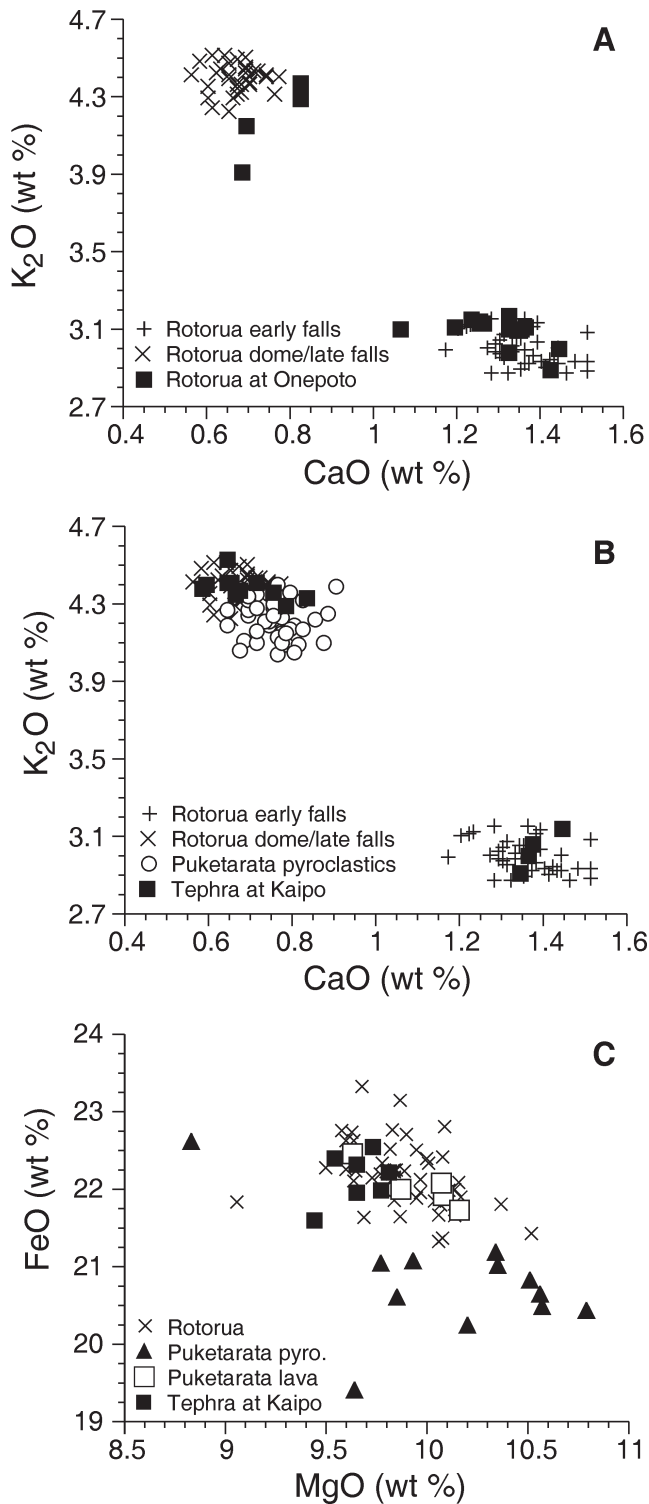 A
4.7
4.3
3.9
3.5
3.1
2.7
K₂O (wt %)
+ Rotorua early falls
× Rotorua dome/late falls
■ Rotorua at Onepoto
0.4 0.6 0.8 1 1.2 1.4 1.6
CaO (wt %)
B
4.7
4.3
3.9
3.5
3.1
2.7
K₂O (wt %)
+ Rotorua early falls
× Rotorua dome/late falls
○ Puketarata pyroclastics
■ Tephra at Kaipo
0.4 0.6 0.8 1 1.2 1.4 1.6
CaO (wt %)
C
24
23
22
21
20
19
FeO (wt %)
× Rotorua
▲ Puketarata pyro.
□ Puketarata lava
■ Tephra at Kaipo
8.5 9 9.5 10 10.5 11
MgO (wt %)